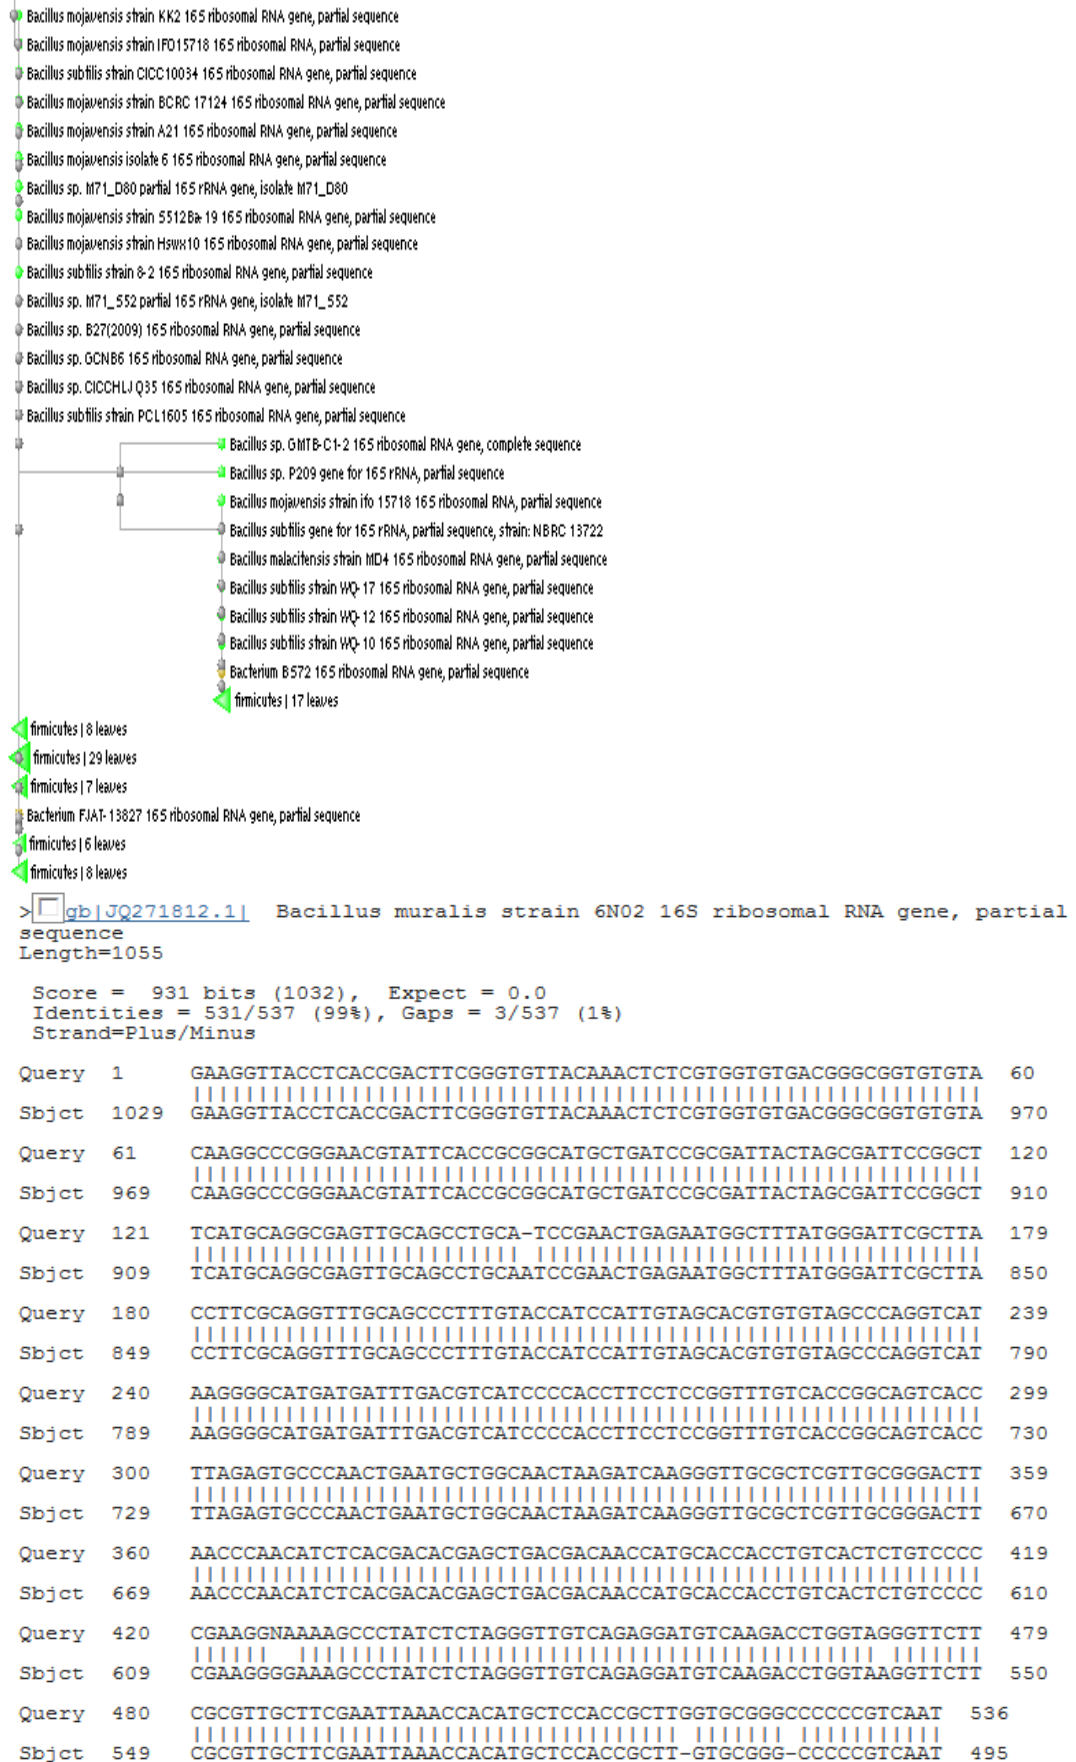 Bacillus mojavensis strain KK2 16S ribosomal RNA gene, partial sequence
Bacillus mojavensis strain IFO15718 16S ribosomal RNA, partial sequence
Bacillus subtilis strain CICC10034 16S ribosomal RNA gene, partial sequence
Bacillus mojavensis strain BCRC 17124 16S ribosomal RNA gene, partial sequence
Bacillus mojavensis strain A21 16S ribosomal RNA gene, partial sequence
Bacillus mojavensis isolate 6 16S ribosomal RNA gene, partial sequence
Bacillus sp. M71_D80 partial 16S rRNA gene, isolate M71_D80
Bacillus mojavensis strain SS12Ba-19 16S ribosomal RNA gene, partial sequence
Bacillus mojavensis strain Hswx10 16S ribosomal RNA gene, partial sequence
Bacillus subtilis strain 8-2 16S ribosomal RNA gene, partial sequence
Bacillus sp. M71_S52 partial 16S rRNA gene, isolate M71_S52
Bacillus sp. B27(2009) 16S ribosomal RNA gene, partial sequence
Bacillus sp. GCNB6 16S ribosomal RNA gene, partial sequence
Bacillus sp. CICCHLJ Q35 16S ribosomal RNA gene, partial sequence
Bacillus subtilis strain PCL1605 16S ribosomal RNA gene, partial sequence
Bacillus sp. GMTB-C1-2 16S ribosomal RNA gene, complete sequence
Bacillus sp. P209 gene for 16S rRNA, partial sequence
Bacillus mojavensis strain ifo 15718 16S ribosomal RNA, partial sequence
Bacillus subtilis gene for 16S rRNA, partial sequence, strain: NBRC 13722
Bacillus malacitensis strain MD4 16S ribosomal RNA gene, partial sequence
Bacillus subtilis strain WQ-17 16S ribosomal RNA gene, partial sequence
Bacillus subtilis strain WQ-12 16S ribosomal RNA gene, partial sequence
Bacillus subtilis strain WQ-10 16S ribosomal RNA gene, partial sequence
Bacterium BS72 16S ribosomal RNA gene, partial sequence
firmicutes | 17 leaves
firmicutes | 8 leaves
firmicutes | 29 leaves
firmicutes | 7 leaves
Bacterium FJAT-13827 16S ribosomal RNA gene, partial sequence
firmicutes | 6 leaves
firmicutes | 8 leaves
>gb|JQ271812.1| Bacillus muralis strain 6N02 16S ribosomal RNA gene, partial
sequence
Length=1055
Score = 931 bits (1032), Expect = 0.0
Identities = 531/537 (99%), Gaps = 3/537 (1%)
Strand=Plus/Minus
Query 1 GAAGGTTACCTCACCGACTTCGGGTGTTACAAACTCTCGTGGTGTGACGGGCGGTGTGTA 60
Sbjct 1029 GAAGGTTACCTCACCGACTTCGGGTGTTACAAACTCTCGTGGTGTGACGGGCGGTGTGTA 970
Query 61 CAAGGCCCGGGAACGTATTCACCGCGGCATGCTGATCCGCGATTACTAGCGATTCCGGCT 120
Sbjct 969 CAAGGCCCGGGAACGTATTCACCGCGGCATGCTGATCCGCGATTACTAGCGATTCCGGCT 910
Query 121 TCATGCAGGCGAGTTGCAGCCTGCA-TCCGAACTGAGAATGGCTTTATGGGATTCGCTTA 179
Sbjct 909 TCATGCAGGCGAGTTGCAGCCTGCAATCCGAACTGAGAATGGCTTTATGGGATTCGCTTA 850
Query 180 CCTTCGCAGGTTTGCAGCCCTTTGTACCATCCATTGTAGCACGTGTGTAGCCCAGGTCAT 239
Sbjct 849 CCTTCGCAGGTTTGCAGCCCTTTGTACCATCCATTGTAGCACGTGTGTAGCCCAGGTCAT 790
Query 240 AAGGGGCATGATGATTTGACGTCATCCCCACCTTCCTCCGGTTTGTCACCGGCAGTCACC 299
Sbjct 789 AAGGGGCATGATGATTTGACGTCATCCCCACCTTCCTCCGGTTTGTCACCGGCAGTCACC 730
Query 300 TTAGAGTGCCCAACTGAATGCTGGCAACTAAGATCAAGGGTTGCGCTCGTTGCGGGACTT 359
Sbjct 729 TTAGAGTGCCCAACTGAATGCTGGCAACTAAGATCAAGGGTTGCGCTCGTTGCGGGACTT 670
Query 360 AACCCAACATCTCACGACACGAGCTGACGACAACCATGCACCACCTGTCACTCTGTCCCC 419
Sbjct 669 AACCCAACATCTCACGACACGAGCTGACGACAACCATGCACCACCTGTCACTCTGTCCCC 610
Query 420 CGAAGGNAAAAGCCCTATCTCTAGGGTTGTCAGAGGATGTCAAGACCTGGTAGGGTTCTT 479
Sbjct 609 CGAAGGGGAAAGCCCTATCTCTAGGGTTGTCAGAGGATGTCAAGACCTGGTAAGGTTCTT 550
Query 480 CGCGTTGCTTCGAATTAAACCACATGCTCCACCGCTTGGTGCGGGCCCCCCGTCAAT 536
Sbjct 549 CGCGTTGCTTCGAATTAAACCACATGCTCCACCGCTT-GTGCGGG-CCCCCGTCAAT 495